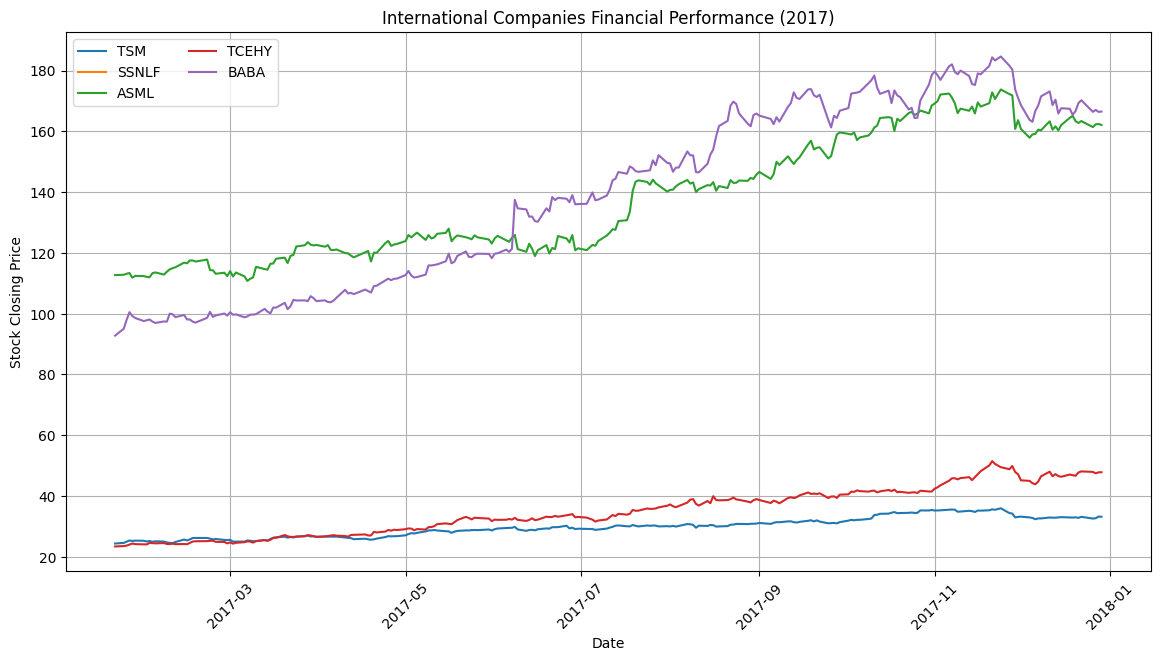 International Companies Financial Performance (2017)
TSM
SSNLF
ASML
TCEHY
BABA
Stock Closing Price
180
160
140
120
100
80
60
40
20
2017-03
2017-05
2017-07
2017-09
2017-11
2018-01
Date